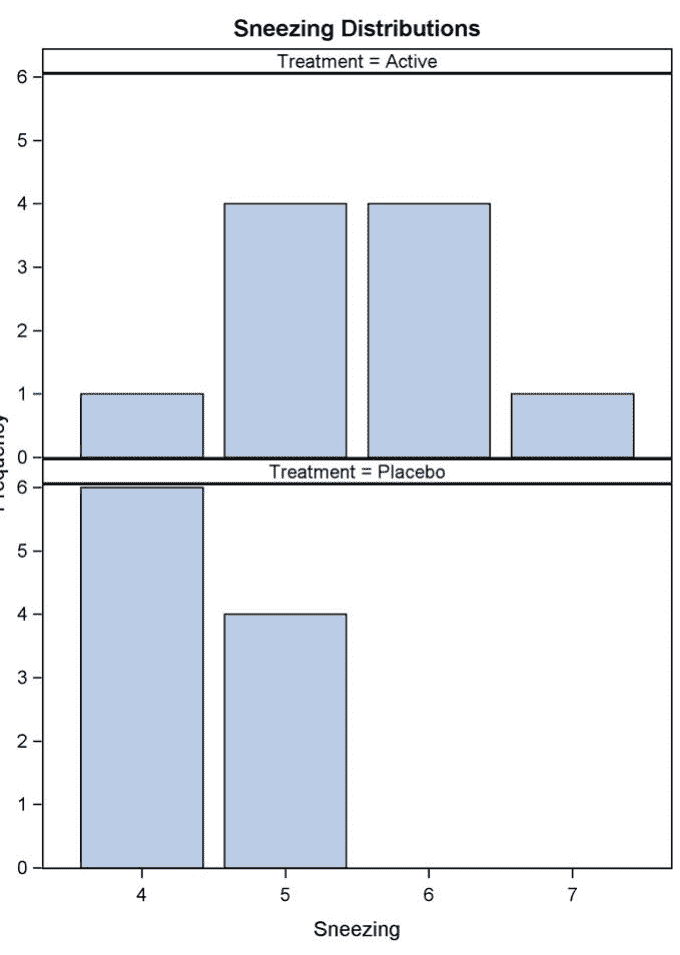 Sneezing Distributions
Treatment = Active
6
5
4
3
2
1
0
Treatment = Placebo
6
5
4
3
2
1
0
4 5 6 7
Sneezing